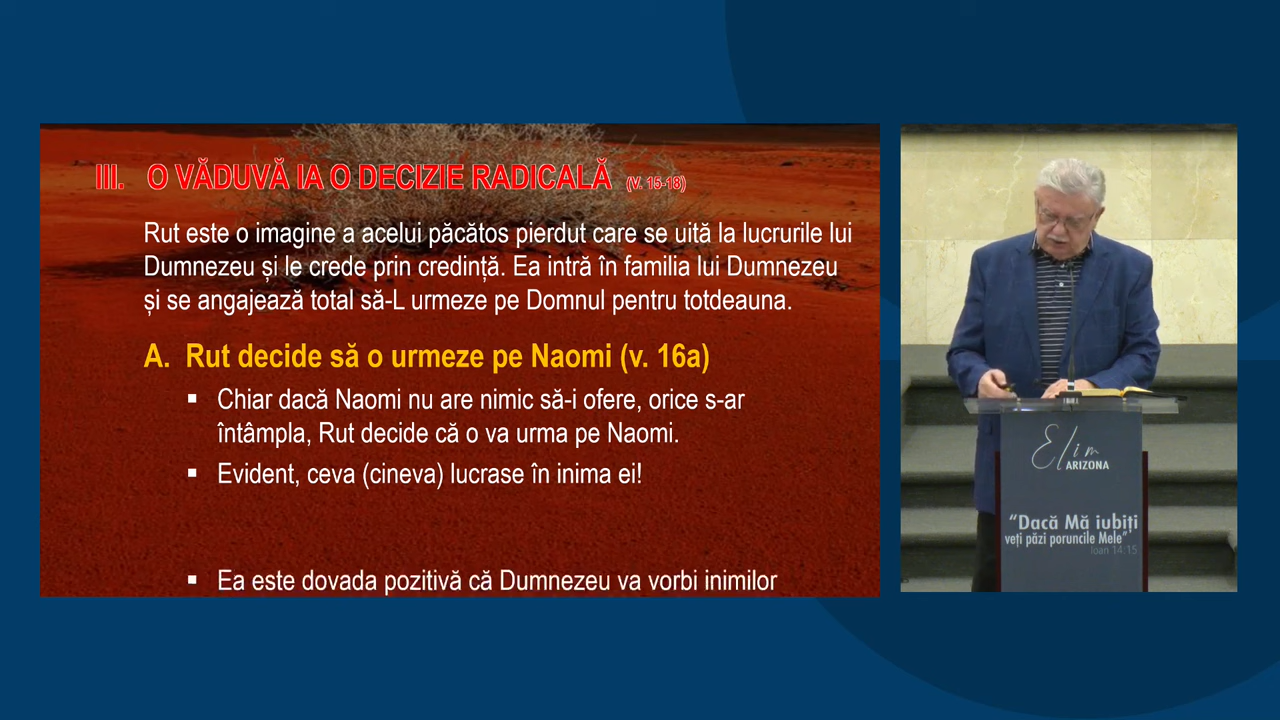 III. O VĂDUVĂ IA O DECIZIE RADICALĂ (V. 15-18)
Rut este o imagine a acelui păcătos pierdut care se uită la lucrurile lui
Dumnezeu și le crede prin credință. Ea intră în familia lui Dumnezeu
și se angajează total să-L urmeze pe Domnul pentru totdeauna.
A. Rut decide să o urmeze pe Naomi (v. 16a)
▪ Chiar dacă Naomi nu are nimic să-i ofere, orice s-ar
întâmpla, Rut decide că o va urma pe Naomi.
▪ Evident, ceva (cineva) lucrase în inima ei!
▪ Ea este dovada pozitivă că Dumnezeu va vorbi inimilor
Elim
ARIZONA
“Dacă Mă iubiți
veți păzi poruncile Mele”
Ioan 14:15